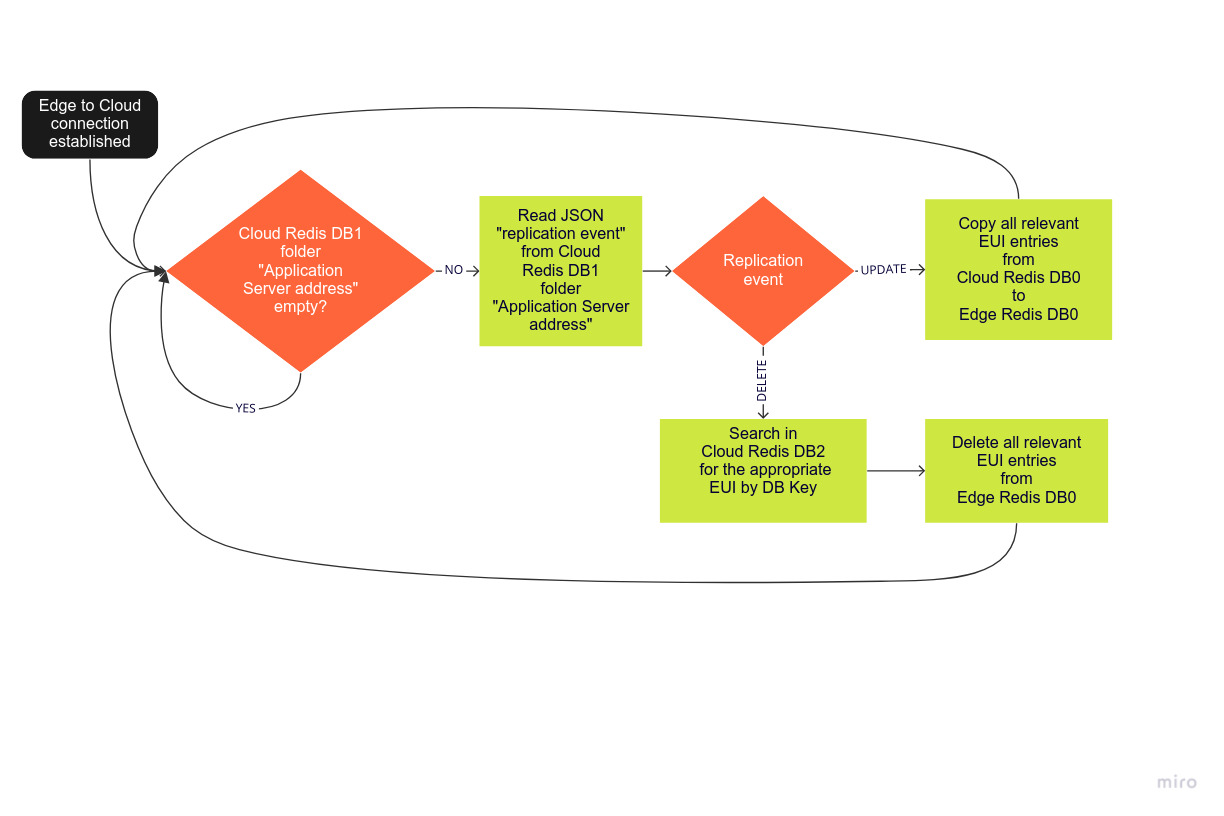 Edge to Cloud
connection
established
Cloud Redis DB1
folder
"Application
Server address"
empty?
YES
NO
Read JSON
"replication event"
from Cloud
Redis DB1
folder
"Application Server
address"
Replication
event
UPDATE
Copy all relevant
EUI entries
from
Cloud Redis DB0
to
Edge Redis DB0
DELETE
Search in
Cloud Redis DB2
for the appropriate
EUI by DB Key
Delete all relevant
EUI entries
from
Edge Redis DB0
miro